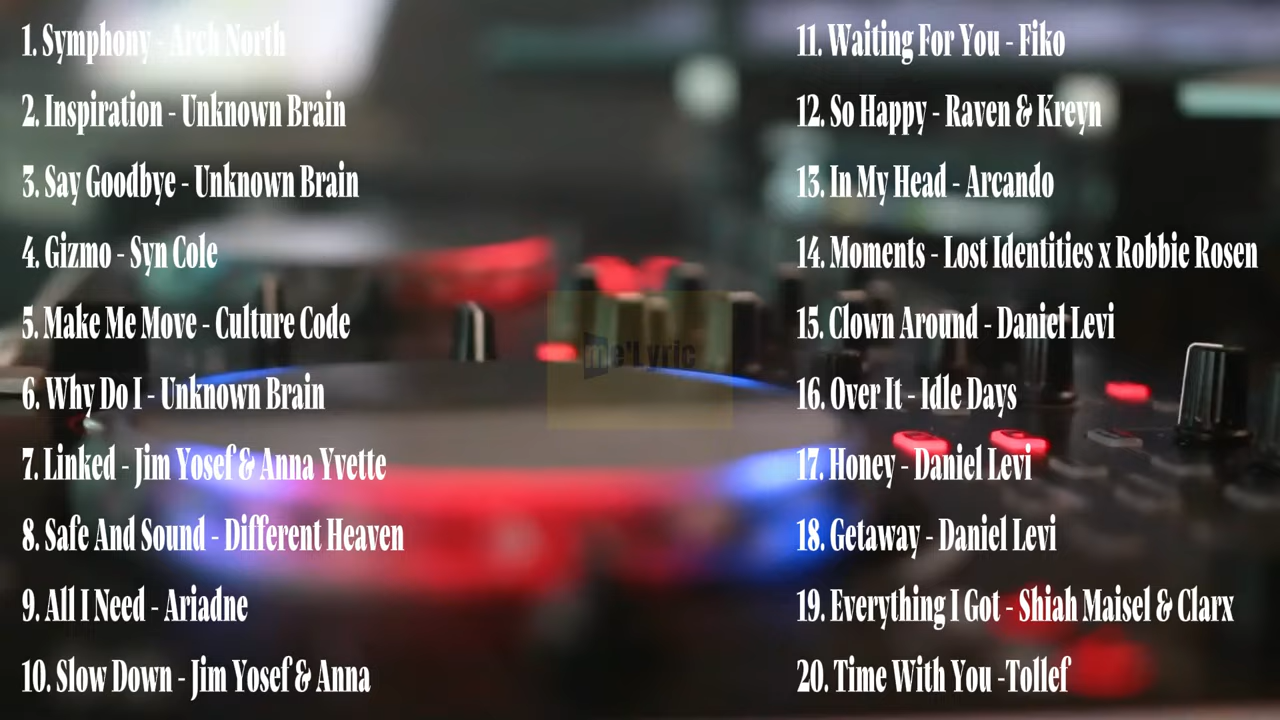 1. Symphony - Arch North
2. Inspiration - Unknown Brain
3. Say Goodbye - Unknown Brain
4. Gizmo - Syn Cole
5. Make Me Move - Culture Code
6. Why Do I - Unknown Brain
7. Linked - Jim Yosef & Anna Yvette
8. Safe And Sound - Different Heaven
9. All I Need - Ariadne
10. Slow Down - Jim Yosef & Anna
me'Lyric
11. Waiting For You - Fiko
12. So Happy - Raven & Kreyn
13. In My Head - Arcando
14. Moments - Lost Identities x Robbie Rosen
15. Clown Around - Daniel Levi
16. Over It - Idle Days
17. Honey - Daniel Levi
18. Getaway - Daniel Levi
19. Everything I Got - Shiah Maisel & Clarx
20. Time With You -Tollef